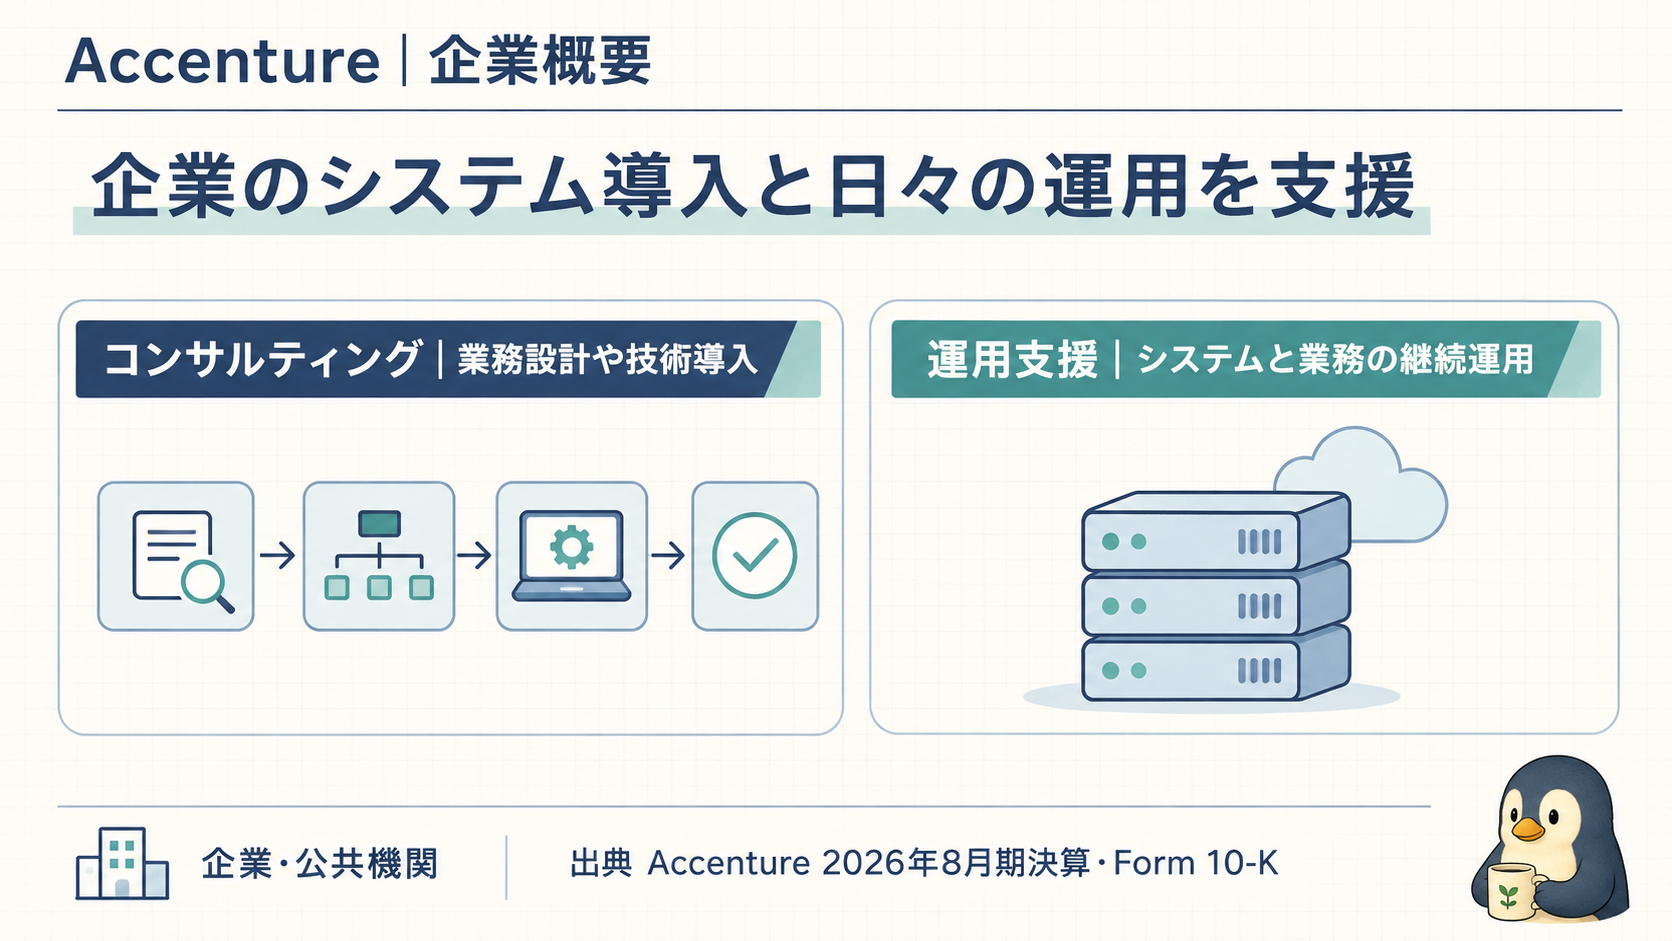 Accenture | 企業概要
企業のシステム導入と日々の運用を支援
コンサルティング | 業務設計や技術導入
運用支援 | システムと業務の継続運用
企業・公共機関
出典 Accenture 2026年8月期決算・Form 10-K